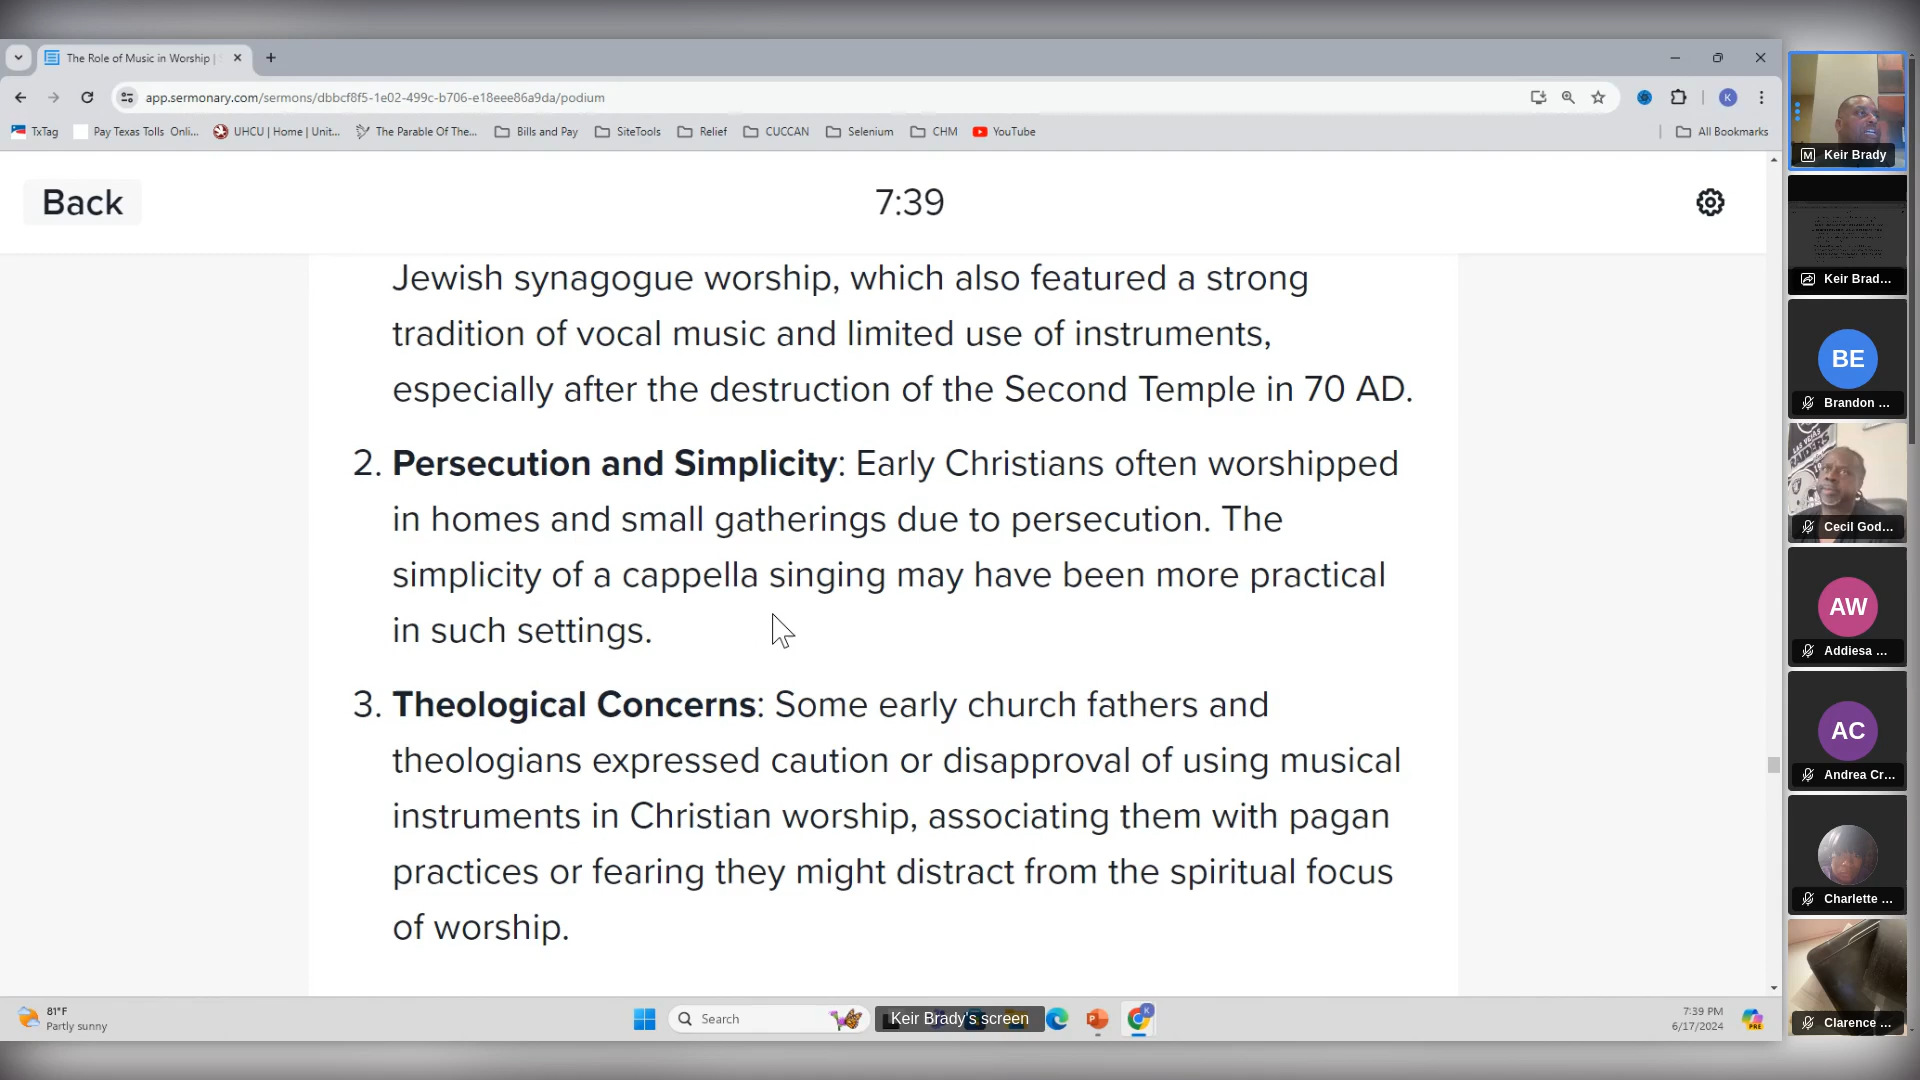 The Role of Music in Worship |
app.sermonary.com/sermons/dbbcf8f5-1e02-499c-b706-e18eee86a9da/podium
K
TxTag
Pay Texas Tolls Onli...
UHCU | Home | Unit...
The Parable Of The...
Bills and Pay
SiteTools
Relief
CUCCAN
Selenium
CHM
YouTube
All Bookmarks
Back
7:39
Jewish synagogue worship, which also featured a strong
tradition of vocal music and limited use of instruments,
especially after the destruction of the Second Temple in 70 AD.
2. Persecution and Simplicity: Early Christians often worshipped
in homes and small gatherings due to persecution. The
simplicity of a cappella singing may have been more practical
in such settings.
3. Theological Concerns: Some early church fathers and
theologians expressed caution or disapproval of using musical
instruments in Christian worship, associating them with pagan
practices or fearing they might distract from the spiritual focus
of worship.
81°F
Partly sunny
Search
Keir Brady's screen
7:39 PM
6/17/2024
PRE
M Keir Brady
Keir Brad...
BE
Brandon ...
Cecil God...
AW
Addiesa ...
AC
Andrea Cr...
Charlette ...
Clarence ...